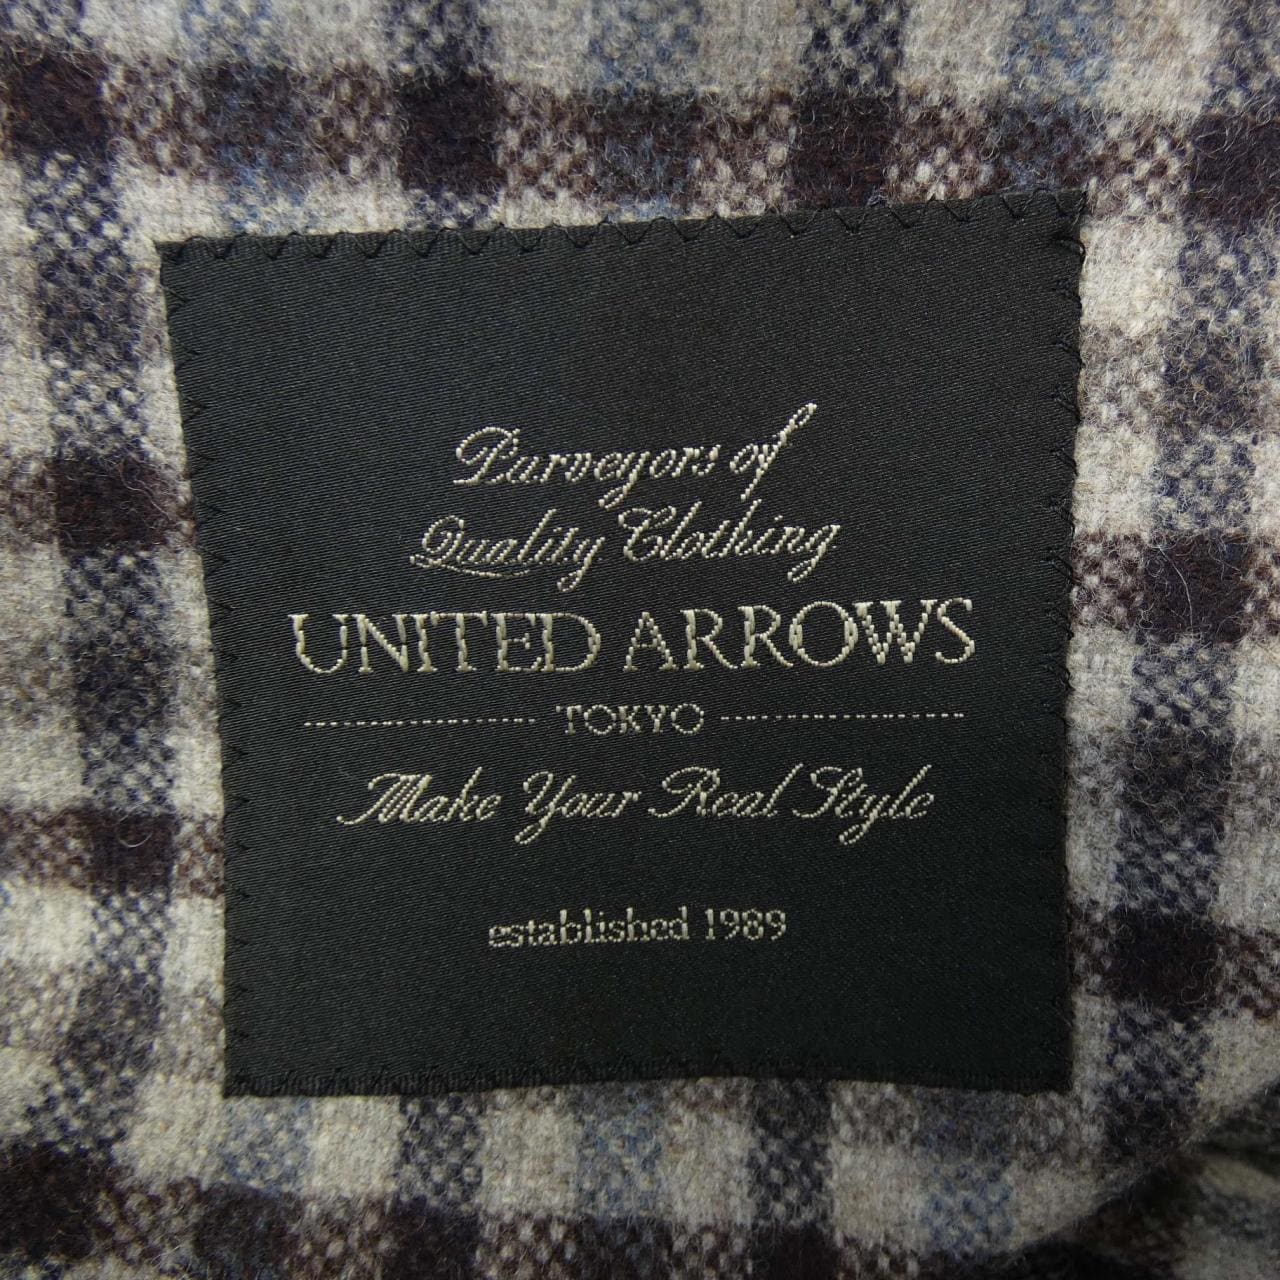 Purveyors of
Quality Clothing
UNITED ARROWS
TOKYO
Make Your Real Style
established 1989